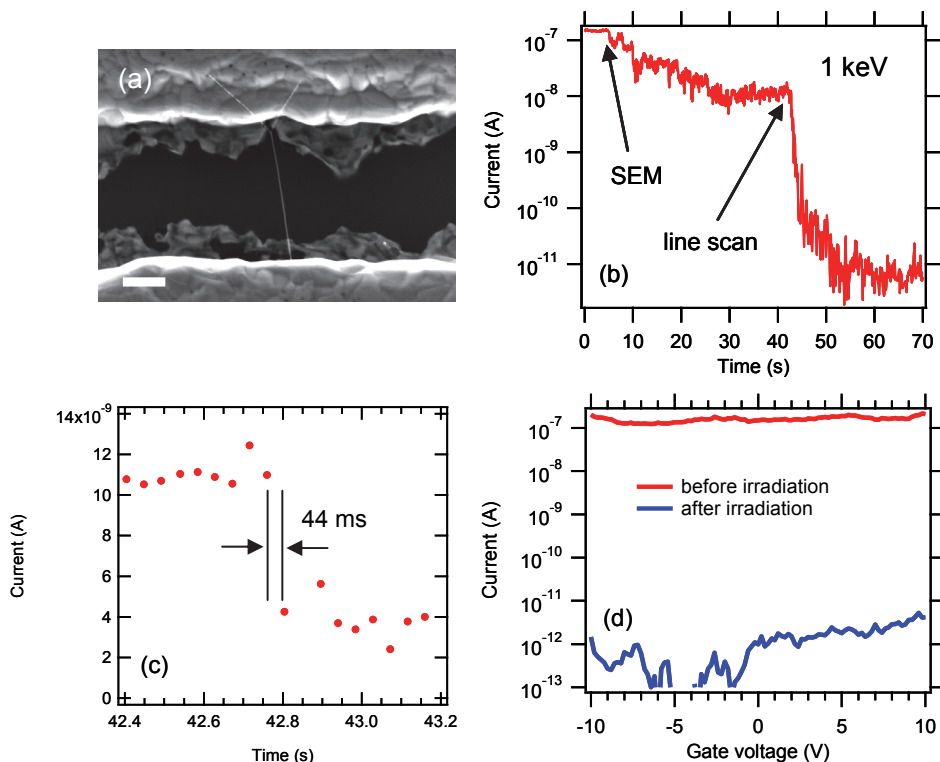 (a)
10⁻⁷
10⁻⁸
10⁻⁹
10⁻¹⁰
10⁻¹¹
Current (A)
1 keV
SEM
line scan
(b)
0 10 20 30 40 50 60 70
Time (s)
14x10⁻⁹
12
10
8
6
4
2
0
Current (A)
44 ms
(c)
42.4 42.6 42.8 43.0 43.2
Time (s)
10⁻⁷
10⁻⁸
10⁻⁹
10⁻¹⁰
10⁻¹¹
10⁻¹²
10⁻¹³
Current (A)
before irradiation
after irradiation
(d)
-10 -5 0 5 10
Gate voltage (V)